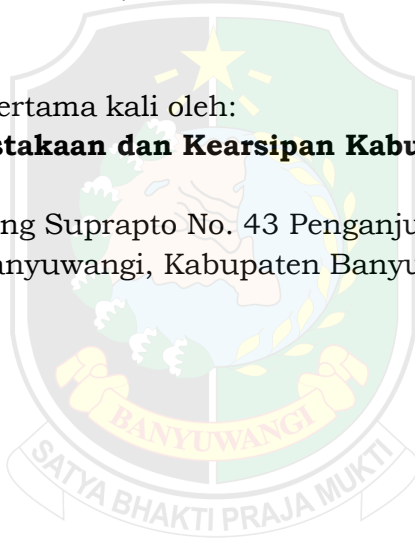 ertama kali oleh:
stakaan dan Kearsipan Kabu
ng Suprapto No. 43 Penganju
anyuwangi, Kabupaten Banyu
BANYUWANGI
SATYA BHAKTI PRAJA MUKTI